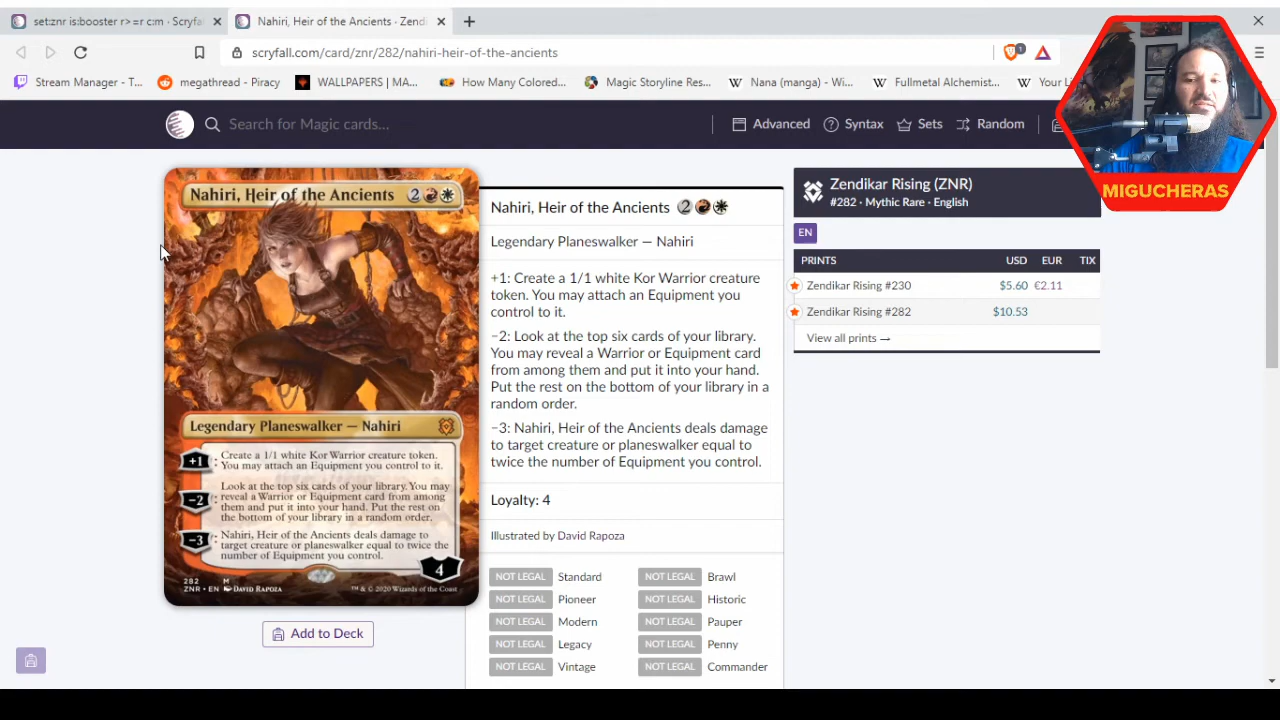 set:znr is:booster r>=r c:m · Scryfa
Nahiri, Heir of the Ancients · Zendi
scryfall.com/card/znr/282/nahiri-heir-of-the-ancients
1
Stream Manager - T...
megathread - Piracy
WALLPAPERS | MA...
How Many Colored...
Magic Storyline Res...
Nana (manga) - Wi...
Fullmetal Alchemist...
Your Li
Search for Magic cards...
Advanced
Syntax
Sets
Random
MIGUCHERAS
Nahiri, Heir of the Ancients 2
Legendary Planeswalker — Nahiri
+1: Create a 1/1 white Kor Warrior creature token.
You may attach an Equipment you control to it.
−2: Look at the top six cards of your library. You may
reveal a Warrior or Equipment card from among
them and put it into your hand. Put the rest on
the bottom of your library in a random order.
−3: Nahiri, Heir of the Ancients deals damage to
target creature or planeswalker equal to twice the
number of Equipment you control.
4
282 M
ZNR • EN DAVID RAPOZA
™ & © 2020 Wizards of the Coast
Add to Deck
Nahiri, Heir of the Ancients 2
Legendary Planeswalker — Nahiri
+1: Create a 1/1 white Kor Warrior creature
token. You may attach an Equipment you
control to it.
−2: Look at the top six cards of your library.
You may reveal a Warrior or Equipment card
from among them and put it into your hand.
Put the rest on the bottom of your library in a
random order.
−3: Nahiri, Heir of the Ancients deals damage
to target creature or planeswalker equal to
twice the number of Equipment you control.
Loyalty: 4
Illustrated by David Rapoza
NOT LEGAL Standard NOT LEGAL Brawl
NOT LEGAL Pioneer NOT LEGAL Historic
NOT LEGAL Modern NOT LEGAL Pauper
NOT LEGAL Legacy NOT LEGAL Penny
NOT LEGAL Vintage NOT LEGAL Commander
Zendikar Rising (ZNR)
#282 · Mythic Rare · English
EN
PRINTS USD EUR TIX
Zendikar Rising #230 $5.60 €2.11
Zendikar Rising #282 $10.53
View all prints →